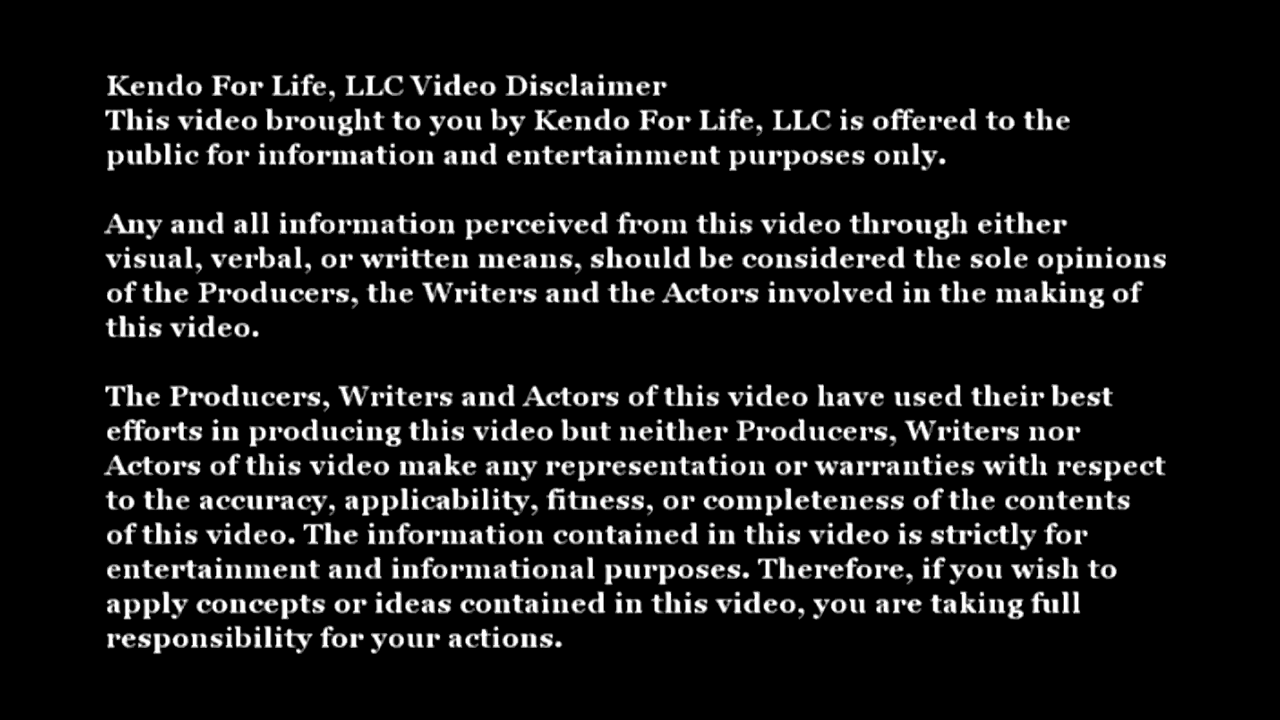 Kendo For Life, LLC Video Disclaimer
This video brought to you by Kendo For Life, LLC is offered to the
public for information and entertainment purposes only.
Any and all information perceived from this video through either
visual, verbal, or written means, should be considered the sole opinions
of the Producers, the Writers and the Actors involved in the making of
this video.
The Producers, Writers and Actors of this video have used their best
efforts in producing this video but neither Producers, Writers nor
Actors of this video make any representation or warranties with respect
to the accuracy, applicability, fitness, or completeness of the contents
of this video. The information contained in this video is strictly for
entertainment and informational purposes. Therefore, if you wish to
apply concepts or ideas contained in this video, you are taking full
responsibility for your actions.